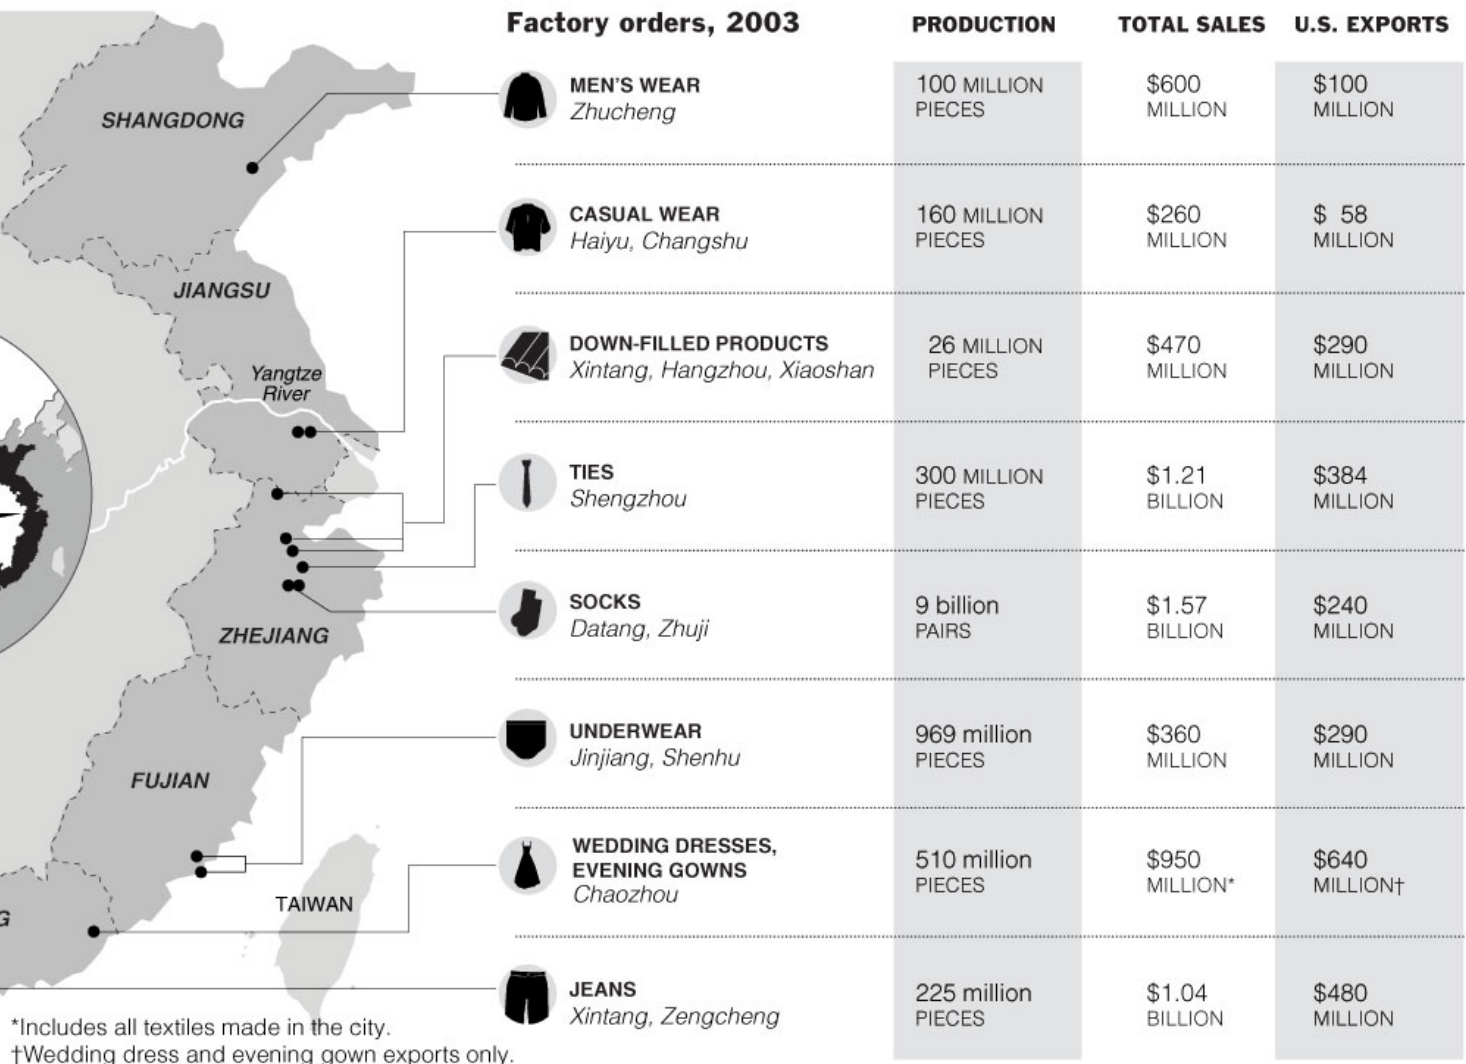 Factory orders, 2003
PRODUCTION
TOTAL SALES
U.S. EXPORTS
MEN'S WEAR
Zhucheng
100 MILLION
PIECES
$600
MILLION
$100
MILLION
CASUAL WEAR
Haiyu, Changshu
160 MILLION
PIECES
$260
MILLION
$ 58
MILLION
DOWN-FILLED PRODUCTS
Xintang, Hangzhou, Xiaoshan
26 MILLION
PIECES
$470
MILLION
$290
MILLION
TIES
Shengzhou
300 MILLION
PIECES
$1.21
BILLION
$384
MILLION
SOCKS
Datang, Zhuji
9 billion
PAIRS
$1.57
BILLION
$240
MILLION
UNDERWEAR
Jinjiang, Shenhu
969 million
PIECES
$360
MILLION
$290
MILLION
WEDDING DRESSES,
EVENING GOWNS
Chaozhou
510 million
PIECES
$950
MILLION*
$640
MILLION†
JEANS
Xintang, Zengcheng
225 million
PIECES
$1.04
BILLION
$480
MILLION
SHANGDONG
JIANGSU
Yangtze
River
ZHEJIANG
FUJIAN
TAIWAN
G
*Includes all textiles made in the city.
†Wedding dress and evening gown exports only.